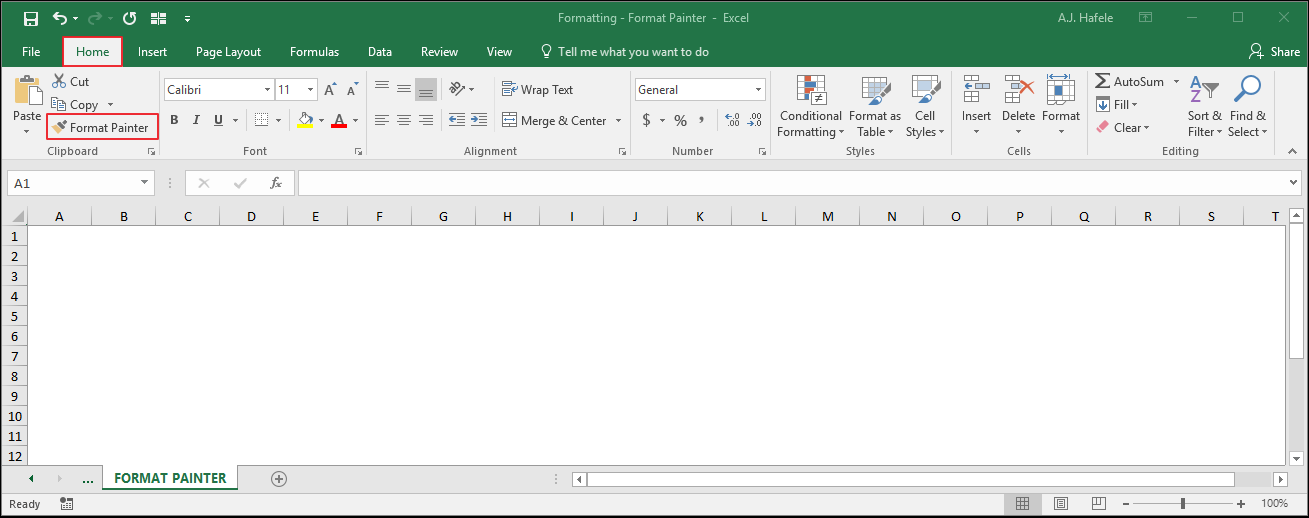 Formatting - Format Painter - Excel
A.J. Hafele
File Home Insert Page Layout Formulas Data Review View Tell me what you want to do Share
Paste
Cut
Copy
Format Painter
Clipboard
Calibri 11
B I U A
Font
Wrap Text
Merge & Center
Alignment
General
$ % ,
.00
.0
Number
Conditional Formatting
Format as Table
Cell Styles
Styles
Insert
Delete
Format
Cells
AutoSum
Fill
Clear
Sort & Filter
Find & Select
Editing
A1
fx
A B C D E F G H I J K L M N O P Q R S T
1
2
3
4
5
6
7
8
9
10
11
12
... FORMAT PAINTER
Ready
100%